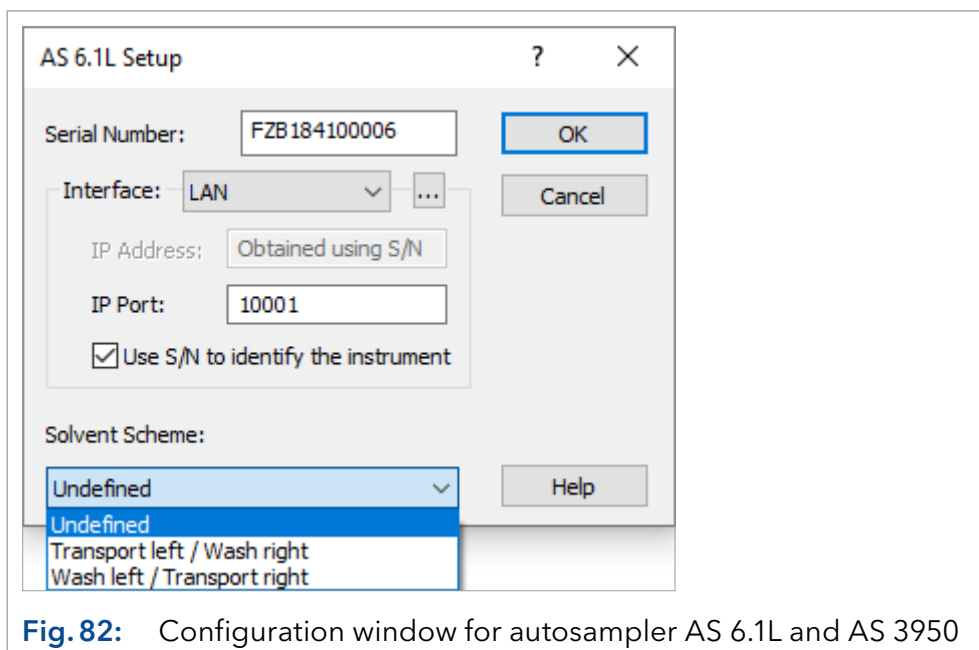 AS 6.1L Setup ? ×
Serial Number: FZB184100006 OK
Interface: LAN ... Cancel
IP Address: Obtained using S/N
IP Port: 10001
Use S/N to identify the instrument
Solvent Scheme:
Undefined Help
Undefined
Transport left / Wash right
Wash left / Transport right
Fig. 82: Configuration window for autosampler AS 6.1L and AS 3950